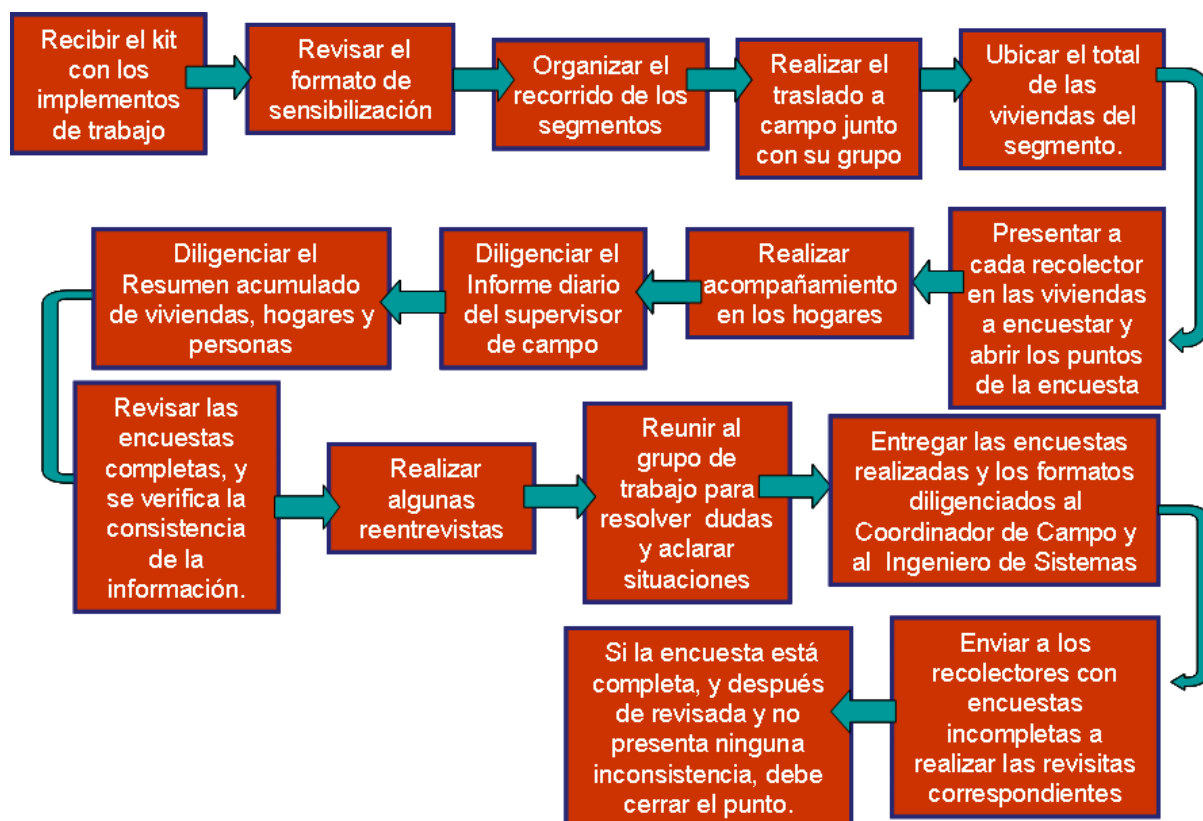 Recibir el kit
con los
implementos
de trabajo
Revisar el
formato de
sensibilización
Organizar el
recorrido de los
segmentos
Realizar el
traslado a
campo junto
con su grupo
Ubicar el total
de las
viviendas del
segmento.
Presentar a
cada recolector
en las viviendas
a encuestar y
abrir los puntos
de la encuesta
Realizar
acompañamiento
en los hogares
Diligenciar el
Informe diario
del supervisor
de campo
Diligenciar el
Resumen acumulado
de viviendas, hogares y
personas
Revisar las
encuestas
completas, y
se verifica la
consistencia
de la
información.
Realizar
algunas
reentrevistas
Reunir al
grupo de
trabajo para
resolver dudas
y aclarar
situaciones
Entregar las encuestas
realizadas y los formatos
diligenciados al
Coordinador de Campo y
al Ingeniero de Sistemas
Enviar a los
recolectores con
encuestas
incompletas a
realizar las revisitas
correspondientes
Si la encuesta está
completa, y después
de revisada y no
presenta ninguna
inconsistencia, debe
cerrar el punto.